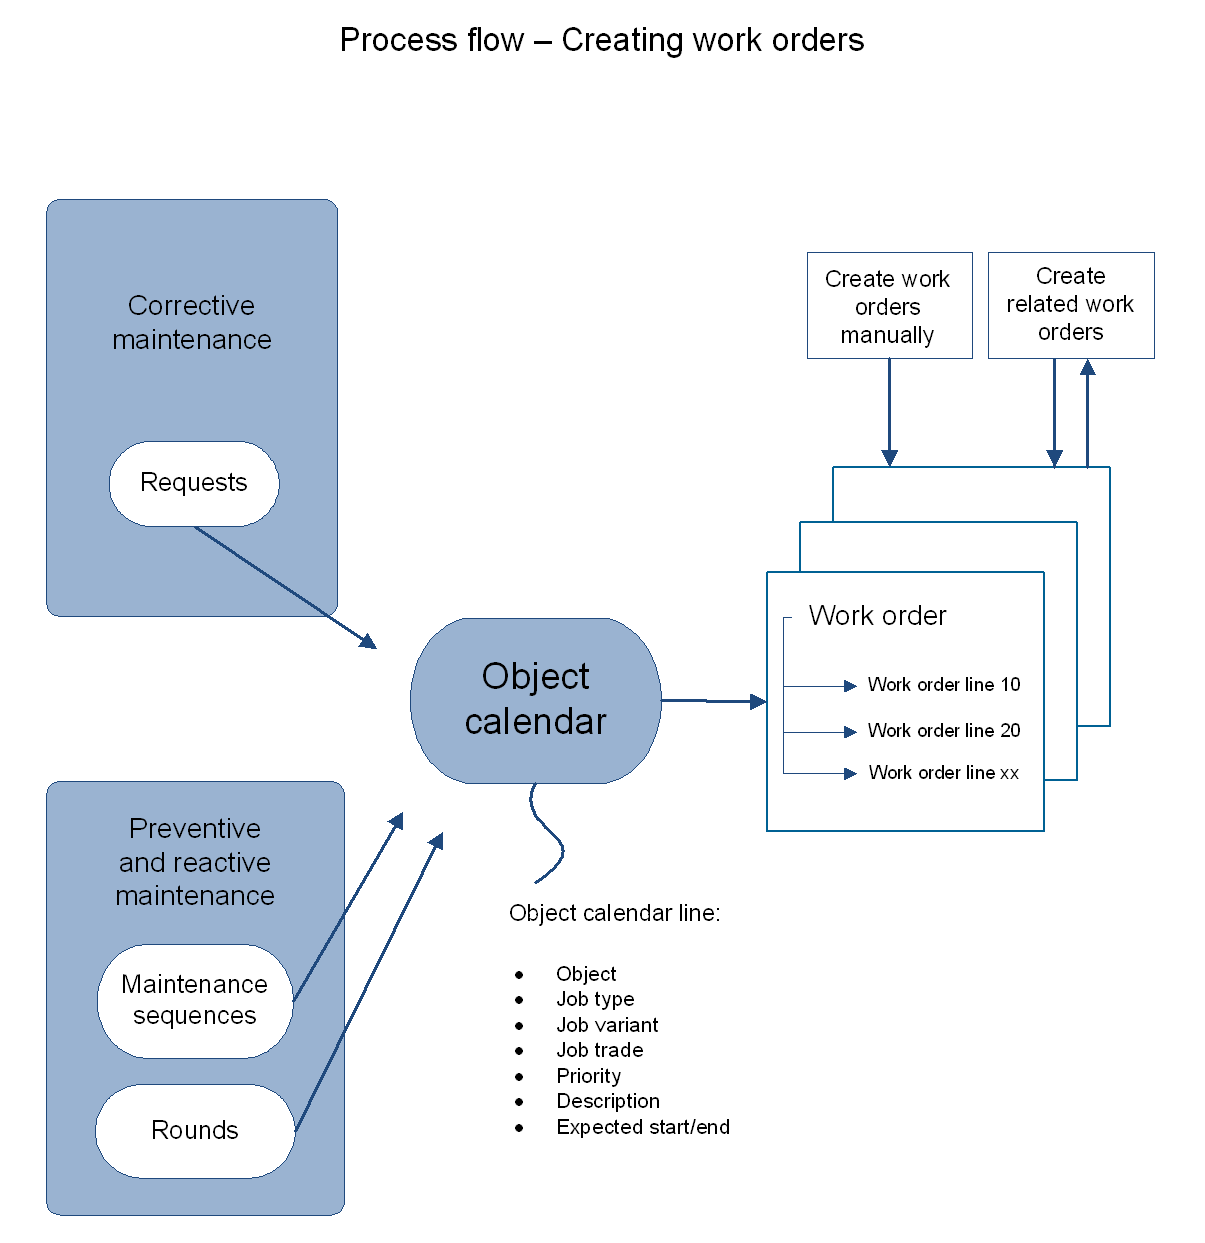 Process flow – Creating work orders
Corrective
maintenance
Requests
Create work
orders
manually
Create
related work
orders
Object
calendar
Work order
Work order line 10
Work order line 20
Work order line xx
Preventive
and reactive
maintenance
Maintenance
sequences
Rounds
Object calendar line:
• Object
• Job type
• Job variant
• Job trade
• Priority
• Description
• Expected start/end